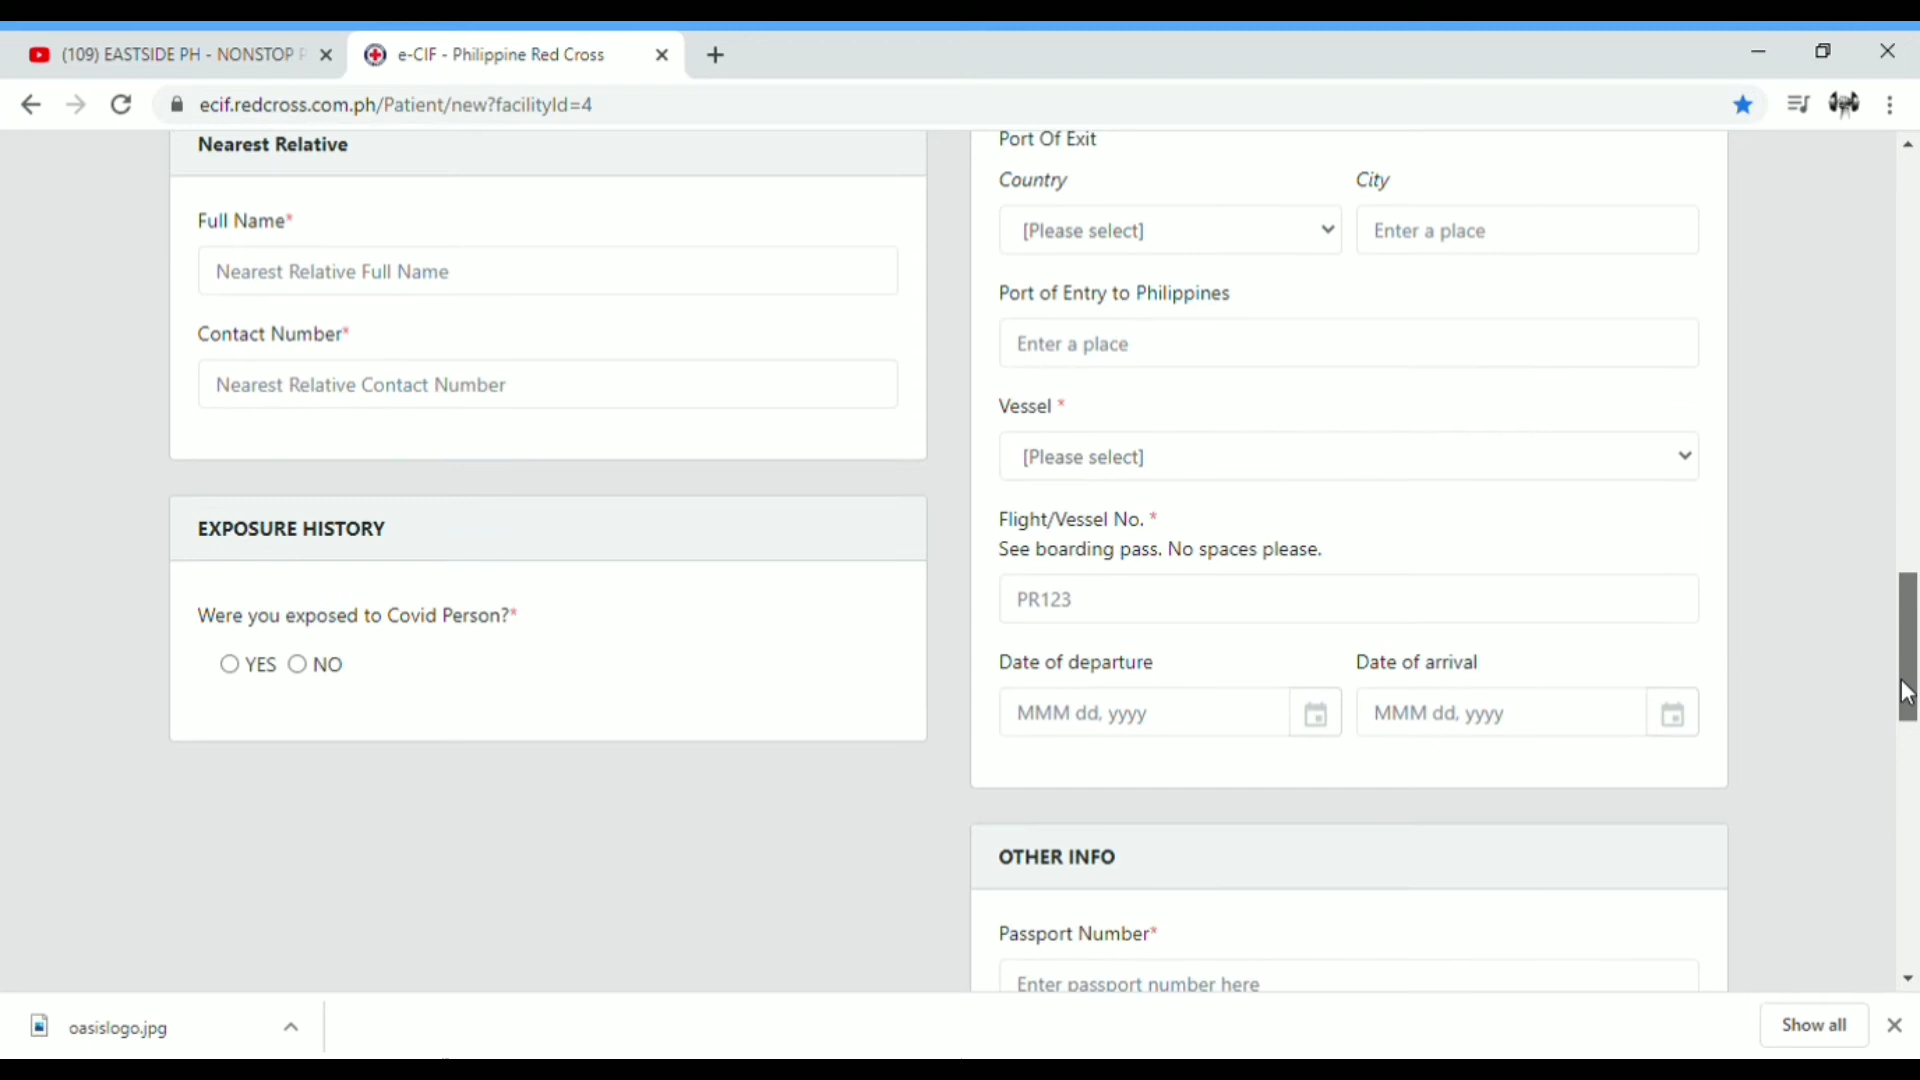 (109) EASTSIDE PH - NONSTOP
e-CIF - Philippine Red Cross
ecif.redcross.com.ph/Patient/new?facilityId=4
Nearest Relative
Full Name*
Nearest Relative Full Name
Contact Number*
Nearest Relative Contact Number
EXPOSURE HISTORY
Were you exposed to Covid Person?*
YES NO
Port Of Exit
Country City
[Please select] Enter a place
Port of Entry to Philippines
Enter a place
Vessel *
[Please select]
Flight/Vessel No. *
See boarding pass. No spaces please.
PR123
Date of departure Date of arrival
MMM dd, yyyy MMM dd, yyyy
OTHER INFO
Passport Number*
Enter passport number here
oasislogo.jpg
Show all